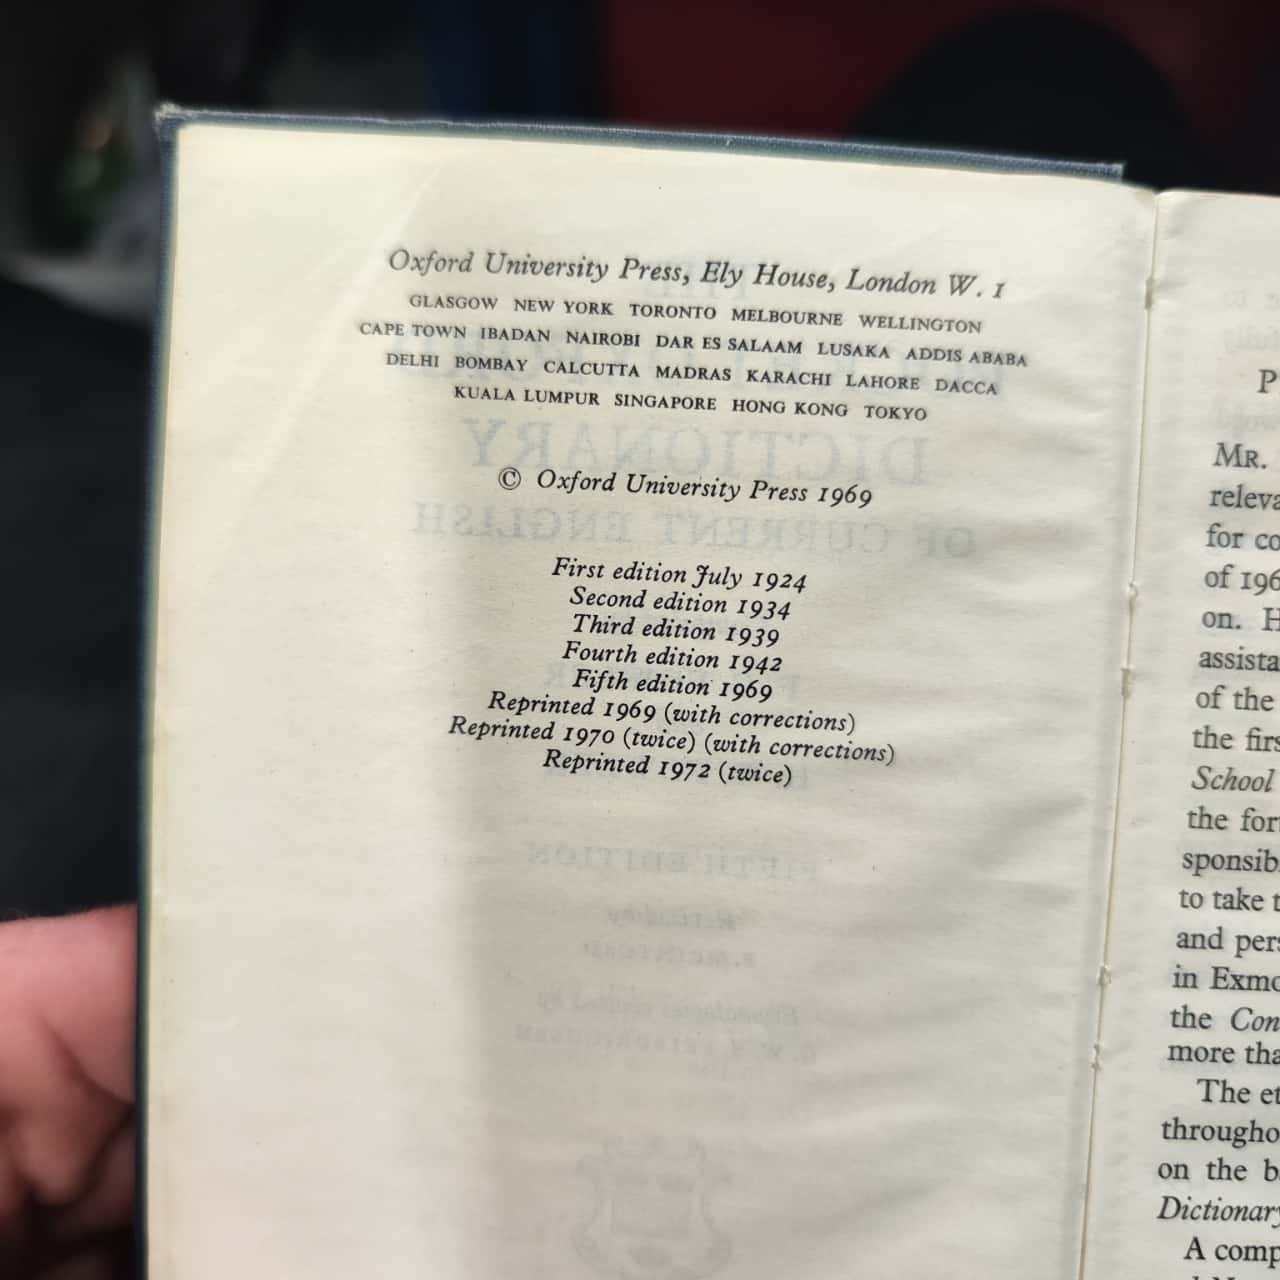 Oxford University Press, Ely House, London W. 1
GLASGOW NEW YORK TORONTO MELBOURNE WELLINGTON
CAPE TOWN IBADAN NAIROBI DAR ES SALAAM LUSAKA ADDIS ABABA
DELHI BOMBAY CALCUTTA MADRAS KARACHI LAHORE DACCA
KUALA LUMPUR SINGAPORE HONG KONG TOKYO
© Oxford University Press 1969
First edition July 1924
Second edition 1934
Third edition 1939
Fourth edition 1942
Fifth edition 1969
Reprinted 1969 (with corrections)
Reprinted 1970 (twice) (with corrections)
Reprinted 1972 (twice)
P
MR.
releva
for co
of 196
on. H
assista
of the
the firs
School
the for
sponsib
to take t
and pers
in Exmo
the Con
more tha
The et
througho
on the b
Dictionary
A comp